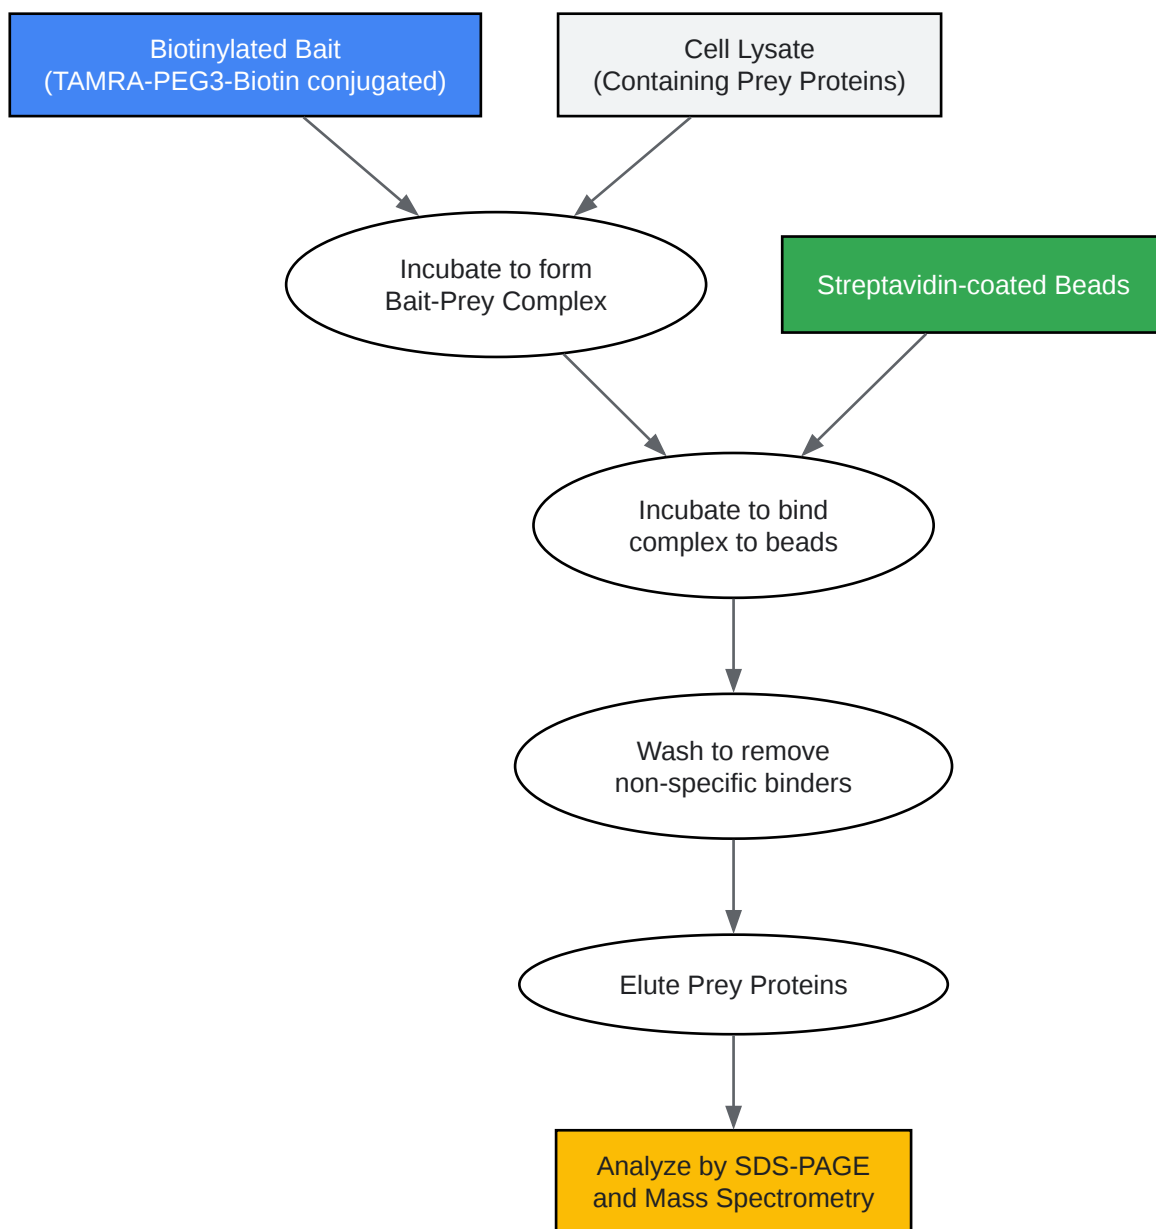 Biotinylated Bait
(TAMRA-PEG3-Biotin conjugated)
Cell Lysate
(Containing Prey Proteins)
Incubate to form
Bait-Prey Complex
Streptavidin-coated Beads
Incubate to bind
complex to beads
Wash to remove
non-specific binders
Elute Prey Proteins
Analyze by SDS-PAGE
and Mass Spectrometry